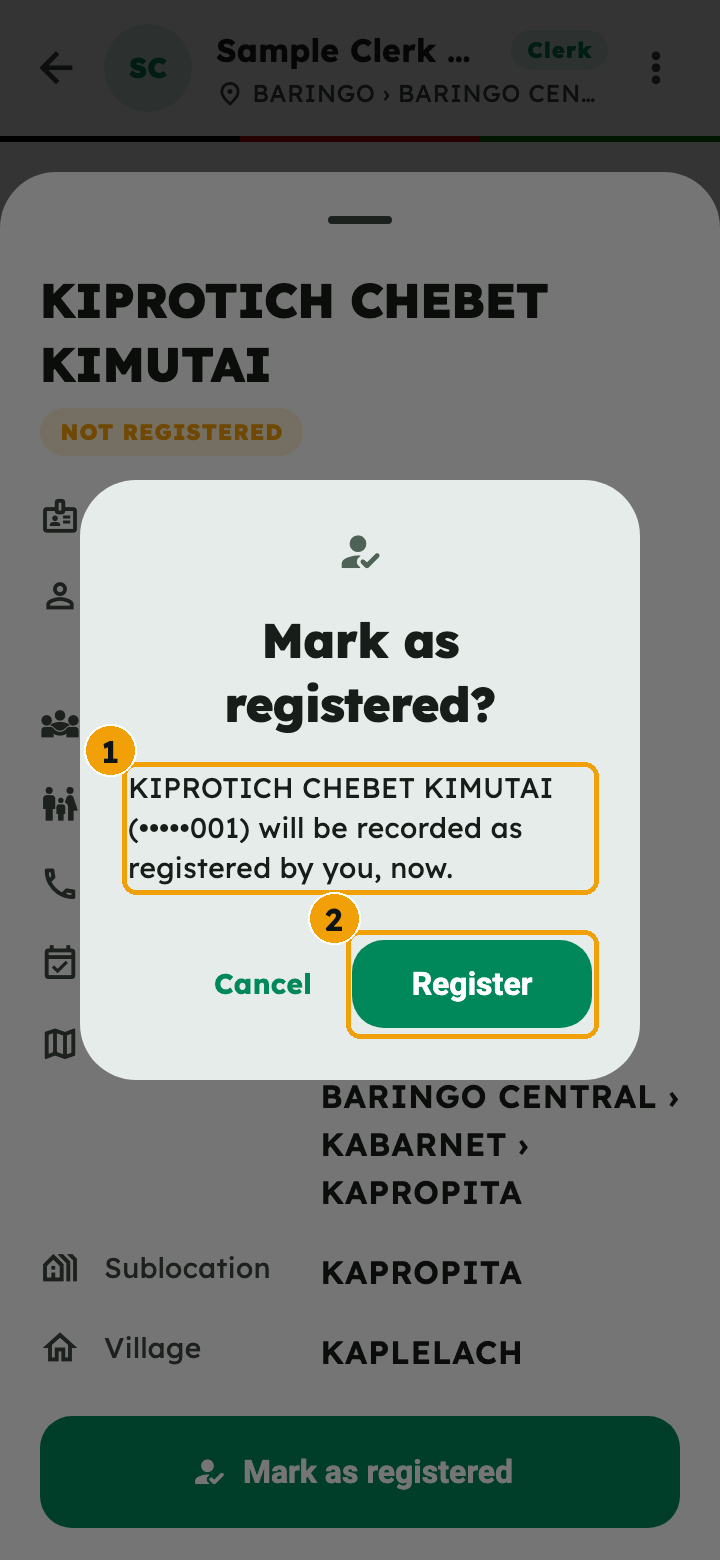 SC
Sample Clerk ...
Clerk
BARINGO › BARINGO CEN...
KIPROTICH CHEBET
KIMUTAI
NOT REGISTERED
Mark as
registered?
1
KIPROTICH CHEBET KIMUTAI
(•••••001) will be recorded as
registered by you, now.
2
Cancel
Register
BARINGO CENTRAL ›
KABARNET ›
KAPROPITA
Sublocation
KAPROPITA
Village
KAPLELACH
Mark as registered